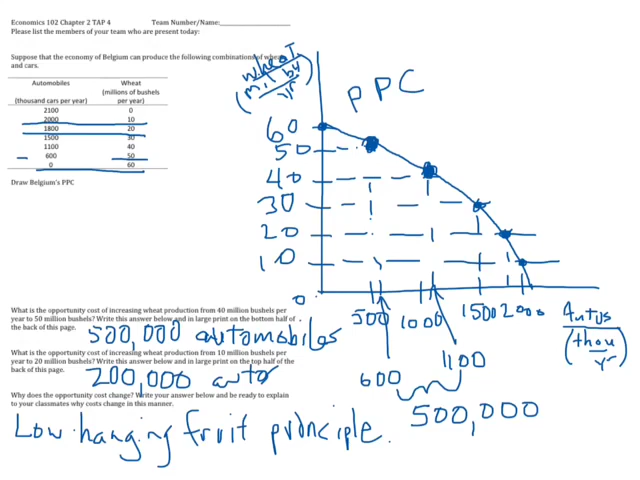 Economics 102 Chapter 2 TAP 4 Team Number/Name:
Please list the members of your team who are present today:
Suppose that the economy of Belgium can produce the following combinations of wheat
and cars.
Automobiles Wheat
(millions of bushels
(thousand cars per year) per year)
2100 0
2000 10
1800 20
1500 30
1100 40
600 50
0 60
Draw Belgium's PPC
Wheat
mil by
yr
PPC
60
50
40
30
20
10
0
500 1000 1500 2000 Autos
(thou
yr
600 1100
500,000
What is the opportunity cost of increasing wheat production from 40 million bushels per
year to 50 million bushels? Write this answer below and in large print on the bottom half of
the back of this page.
500,000 automobiles
What is the opportunity cost of increasing wheat production from 10 million bushels per
year to 20 million bushels? Write this answer below and in large print on the top half of the
back of this page.
200,000 auto
Why does the opportunity cost change? Write your answer below and be ready to explain
to your classmates why costs change in this manner.
Low-hanging fruit principle.